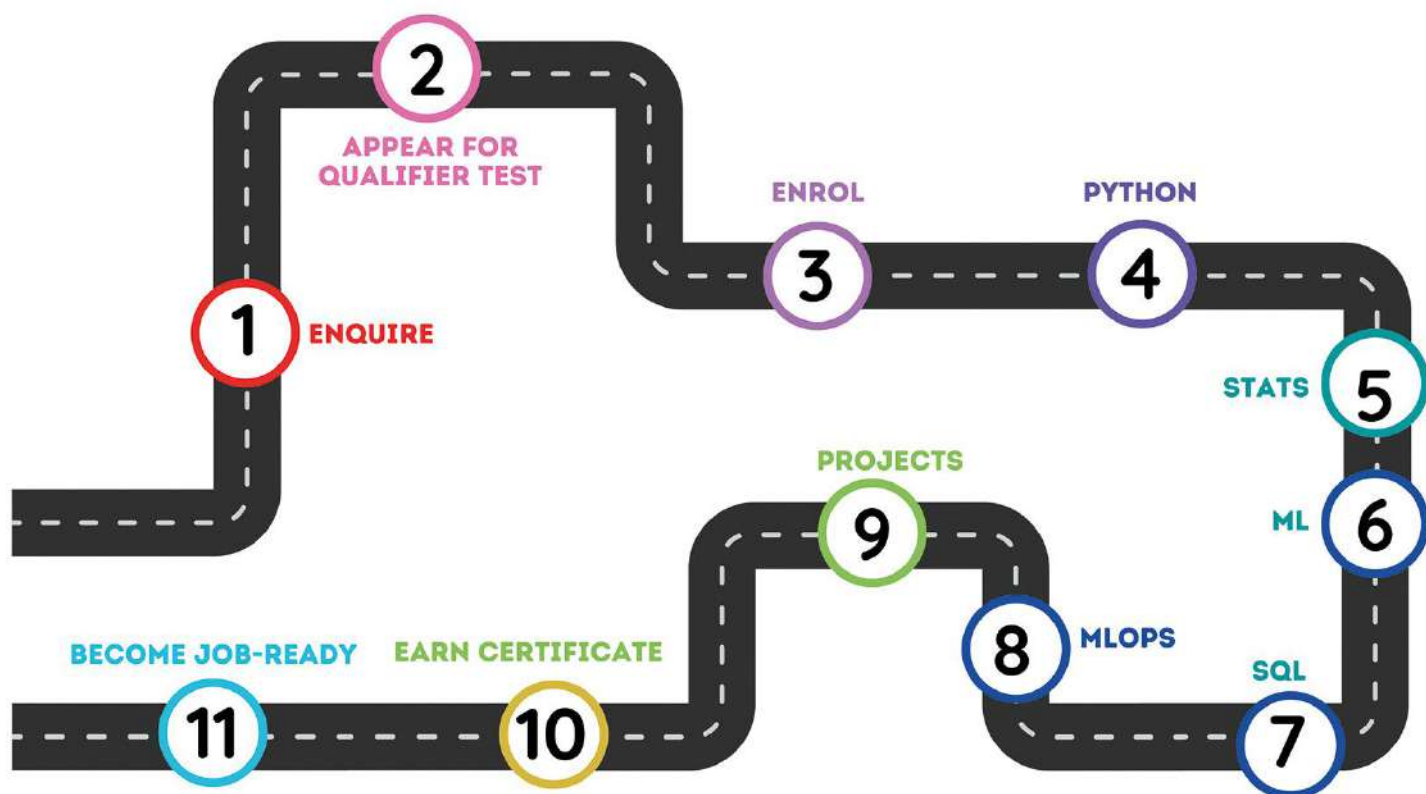 1
ENQUIRE
2
APPEAR FOR
QUALIFIER TEST
3
ENROL
4
PYTHON
5
STATS
6
ML
7
SQL
8
MLOPS
9
PROJECTS
10
EARN CERTIFICATE
11
BECOME JOB-READY